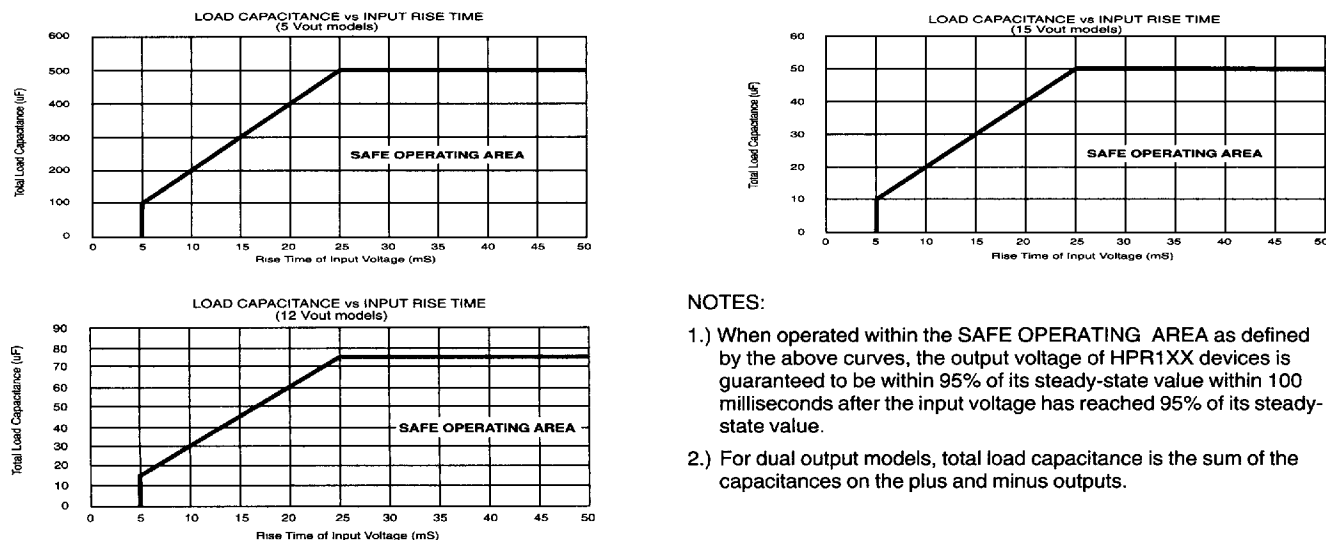 LOAD CAPACITANCE vs INPUT RISE TIME
(5 Vout models)
600
500
400
300
200
100
0
Total Load Capacitance (uF)
SAFE OPERATING AREA
0 5 10 15 20 25 30 35 40 45 50
Rise Time of Input Voltage (mS)
LOAD CAPACITANCE vs INPUT RISE TIME
(15 Vout models)
60
50
40
30
20
10
0
Total Load Capacitance (uF)
SAFE OPERATING AREA
0 5 10 15 20 25 30 35 40 45 50
Rise Time of Input Voltage (mS)
LOAD CAPACITANCE vs INPUT RISE TIME
(12 Vout models)
90
80
70
60
50
40
30
20
10
0
Total Load Capacitance (uF)
SAFE OPERATING AREA
0 5 10 15 20 25 30 35 40 45 50
Rise Time of Input Voltage (mS)
NOTES:
1.) When operated within the SAFE OPERATING AREA as defined
by the above curves, the output voltage of HPR1XX devices is
guaranteed to be within 95% of its steady-state value within 100
milliseconds after the input voltage has reached 95% of its steady-
state value.
2.) For dual output models, total load capacitance is the sum of the
capacitances on the plus and minus outputs.